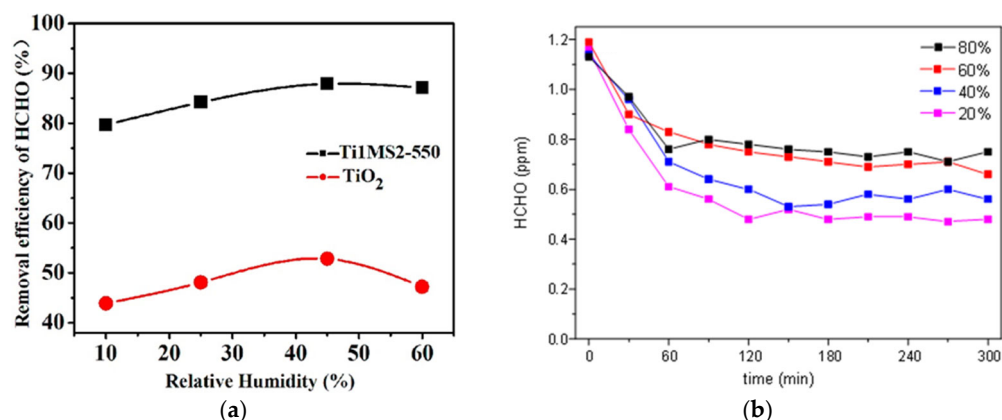 Removal efficiency of HCHO (%)
100
90
80
70
60
50
40
Ti1MS2-550
TiO2
10 20 30 40 50 60
Relative Humidity (%)
(a)
HCHO (ppm)
1.2
1.0
0.8
0.6
0.4
0.2
0.0
80%
60%
40%
20%
0 60 120 180 240 300
time (min)
(b)